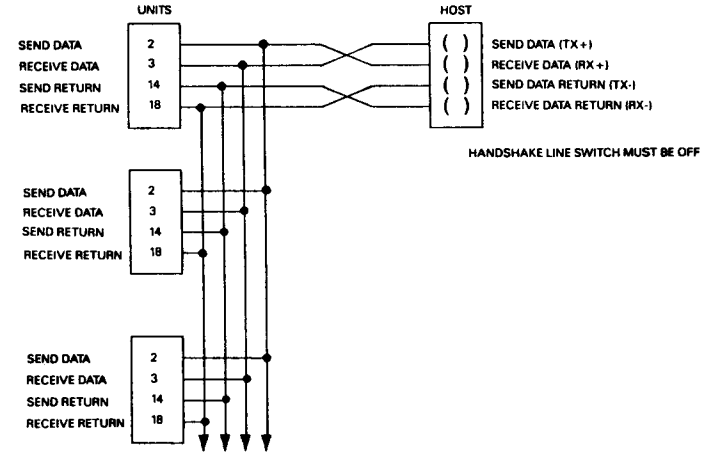 UNITS
HOST
SEND DATA 2 ( ) SEND DATA (TX+)
RECEIVE DATA 3 ( ) RECEIVE DATA (RX+)
SEND RETURN 14 ( ) SEND DATA RETURN (TX-)
RECEIVE RETURN 18 ( ) RECEIVE DATA RETURN (RX-)
HANDSHAKE LINE SWITCH MUST BE OFF
SEND DATA 2
RECEIVE DATA 3
SEND RETURN 14
RECEIVE RETURN 18
SEND DATA 2
RECEIVE DATA 3
SEND RETURN 14
RECEIVE RETURN 18